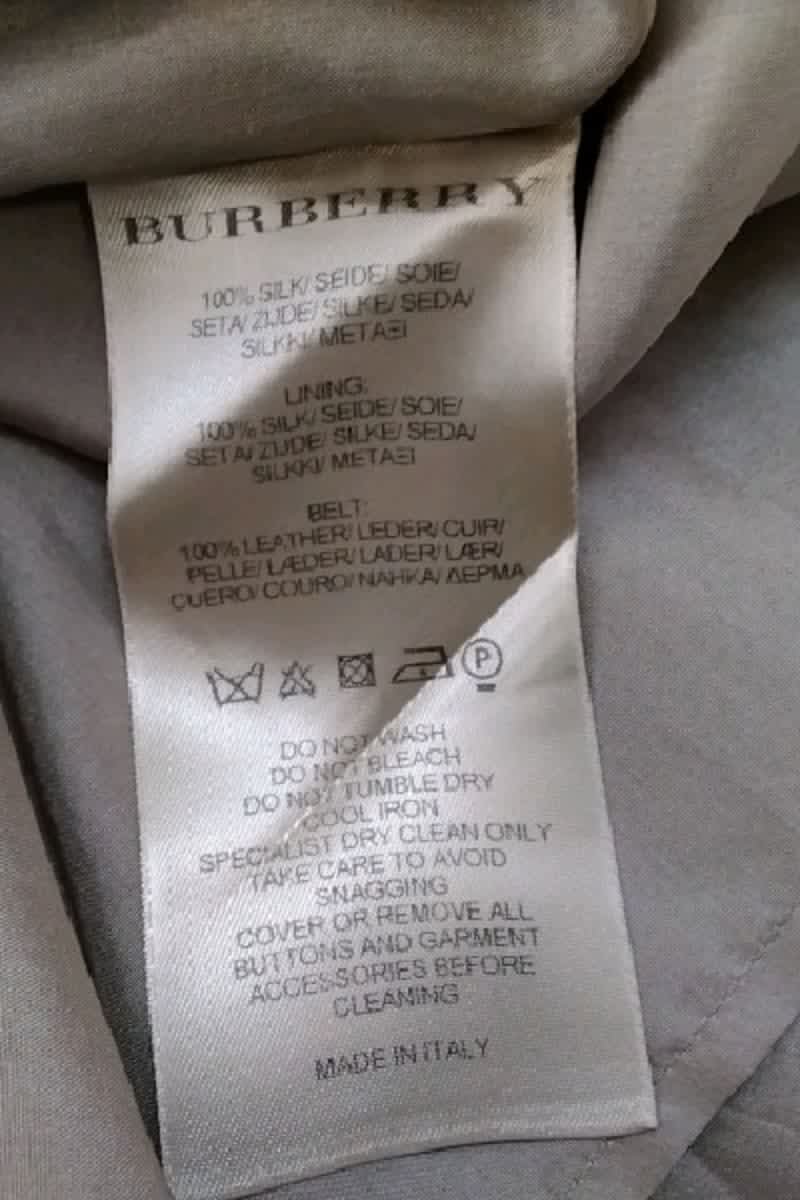 BURBERRY
100% SILK/ SEIDE/ SOIE/
SETA/ ZIJDE/ SILKE/ SEDA/
SILKKI/ ΜΕΤΑΞΙ
LINING:
100% SILK/ SEIDE/ SOIE/
SETA/ ZIJDE/ SILKE/ SEDA/
SILKKI/ ΜΕΤΑΞΙ
BELT:
100% LEATHER/ LEDER/ CUIR/
PELLE/ LÆDER/ LADER/ LÆR/
CUERO/ COURO/ NAHKA/ ΔΕΡΜΑ
P
DO NOT WASH
DO NOT BLEACH
DO NOT TUMBLE DRY
COOL IRON
SPECIALIST DRY CLEAN ONLY
TAKE CARE TO AVOID
SNAGGING
COVER OR REMOVE ALL
BUTTONS AND GARMENT
ACCESSORIES BEFORE
CLEANING
MADE IN ITALY